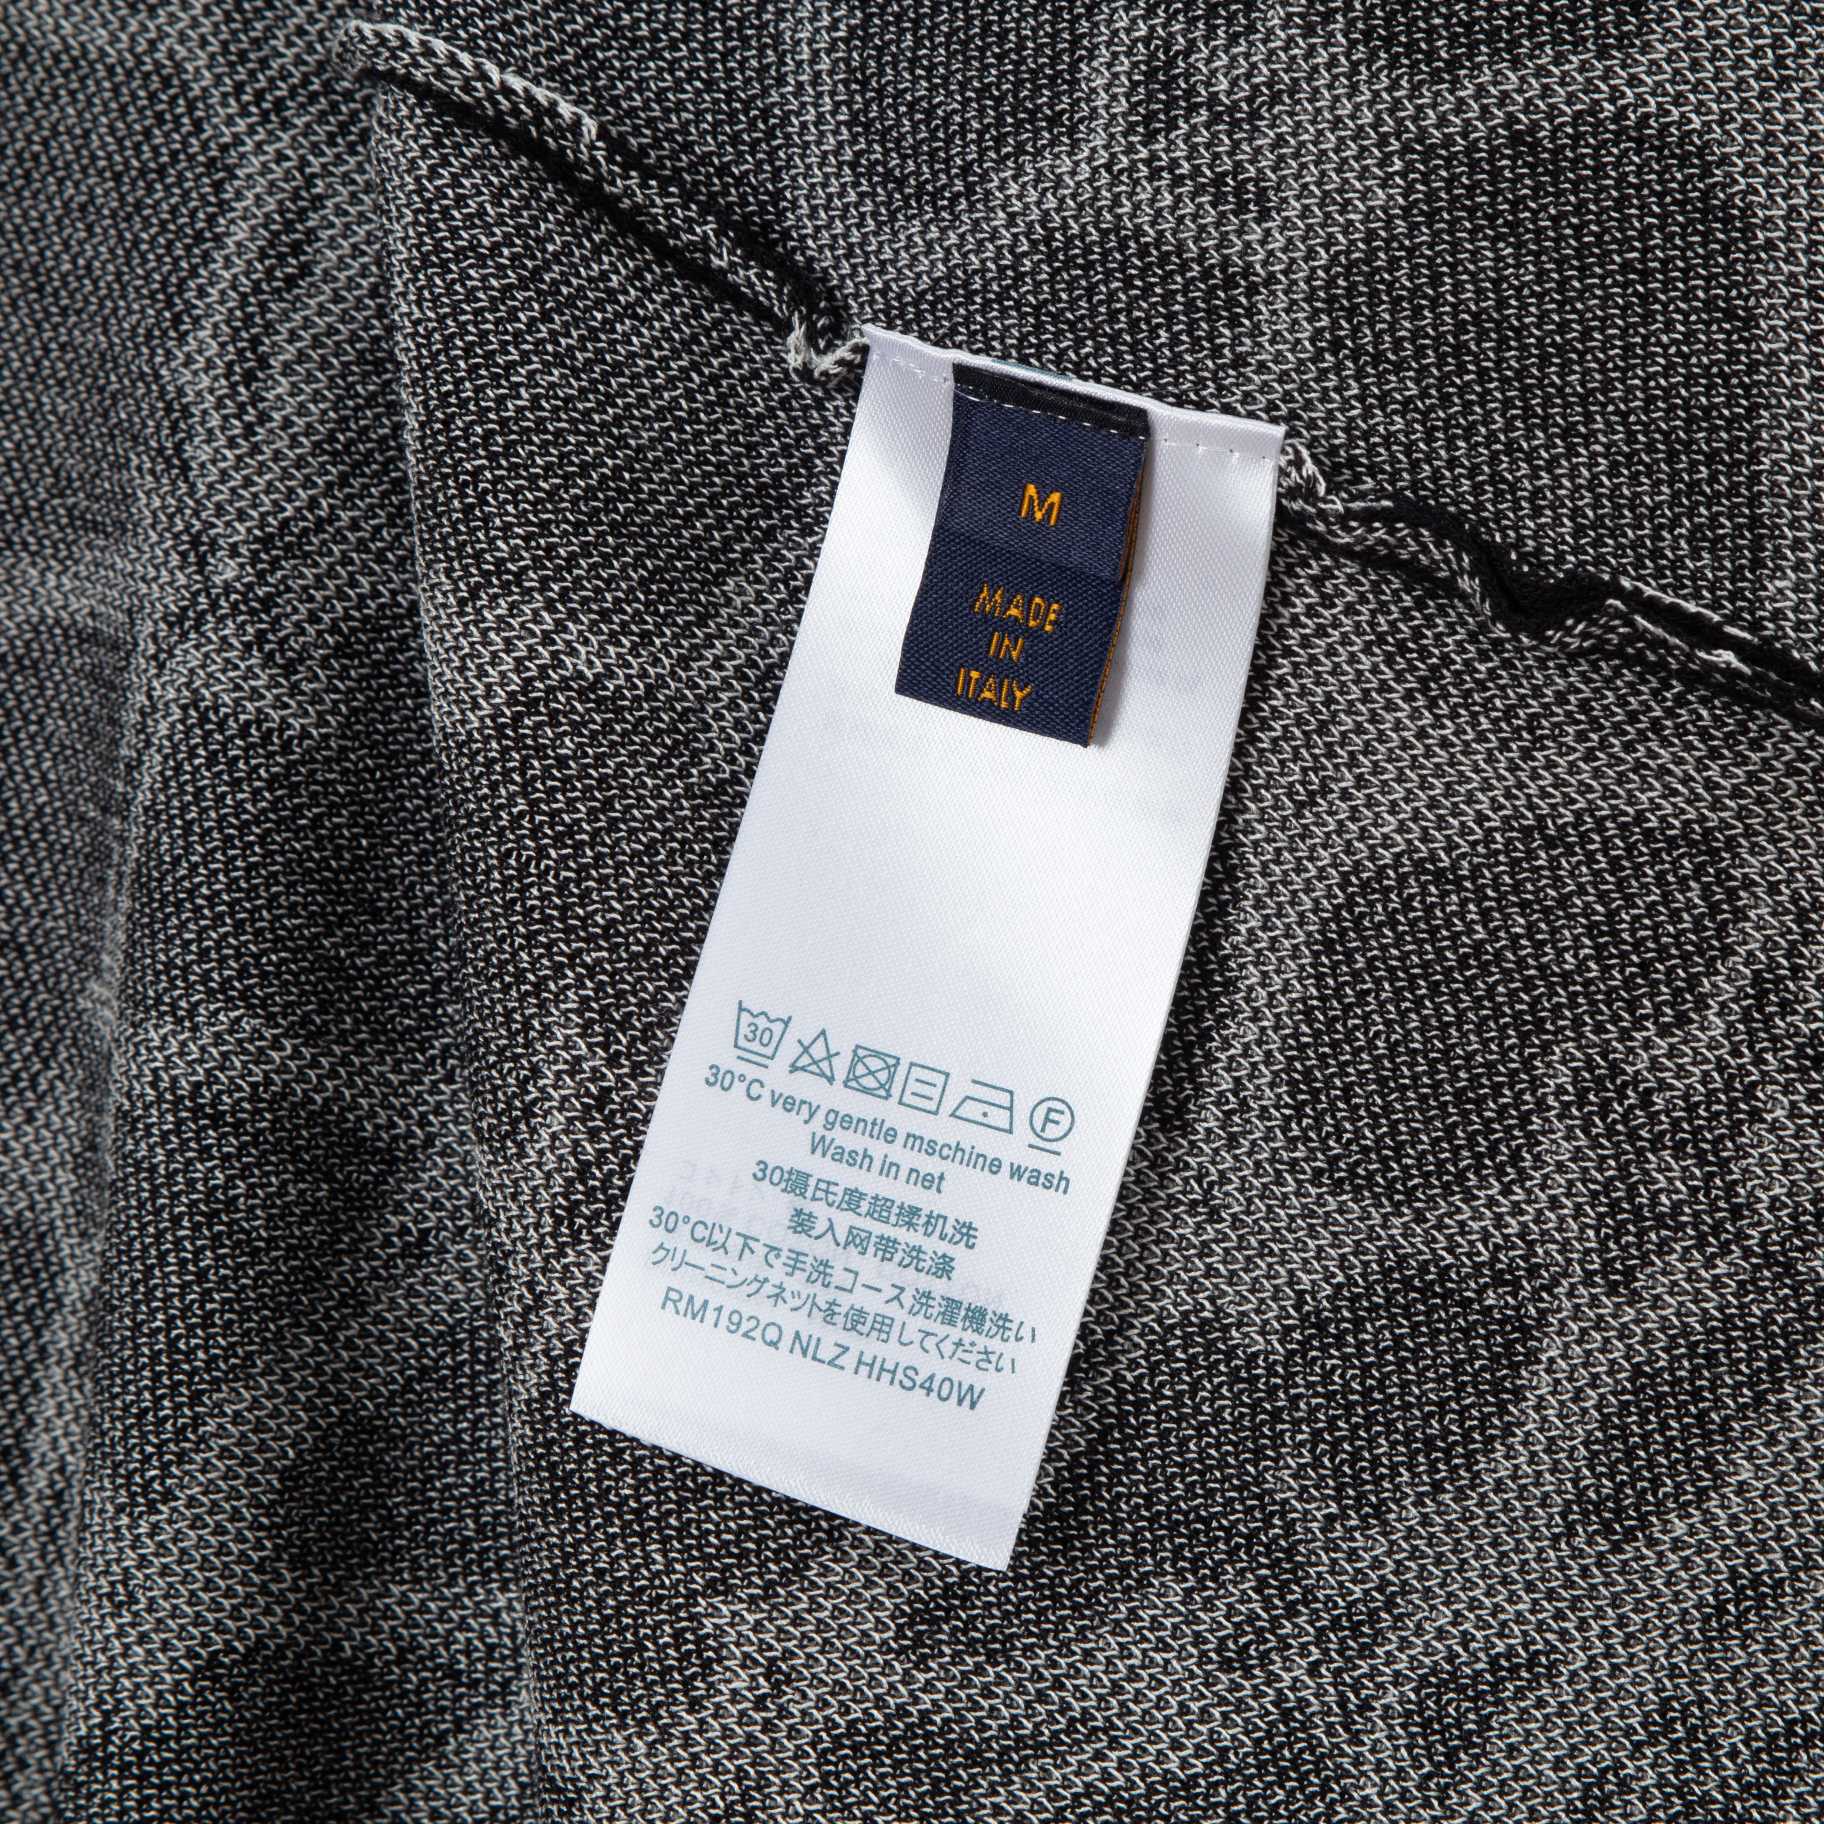 M
MADE
IN
ITALY
30
F
30°C very gentle mschine wash
Wash in net
30摄氏度超揉机洗
装入网带洗涤
30°C以下で手洗コース洗濯機洗い
クリーニングネットを使用してください
RM192Q NLZ HHS40W